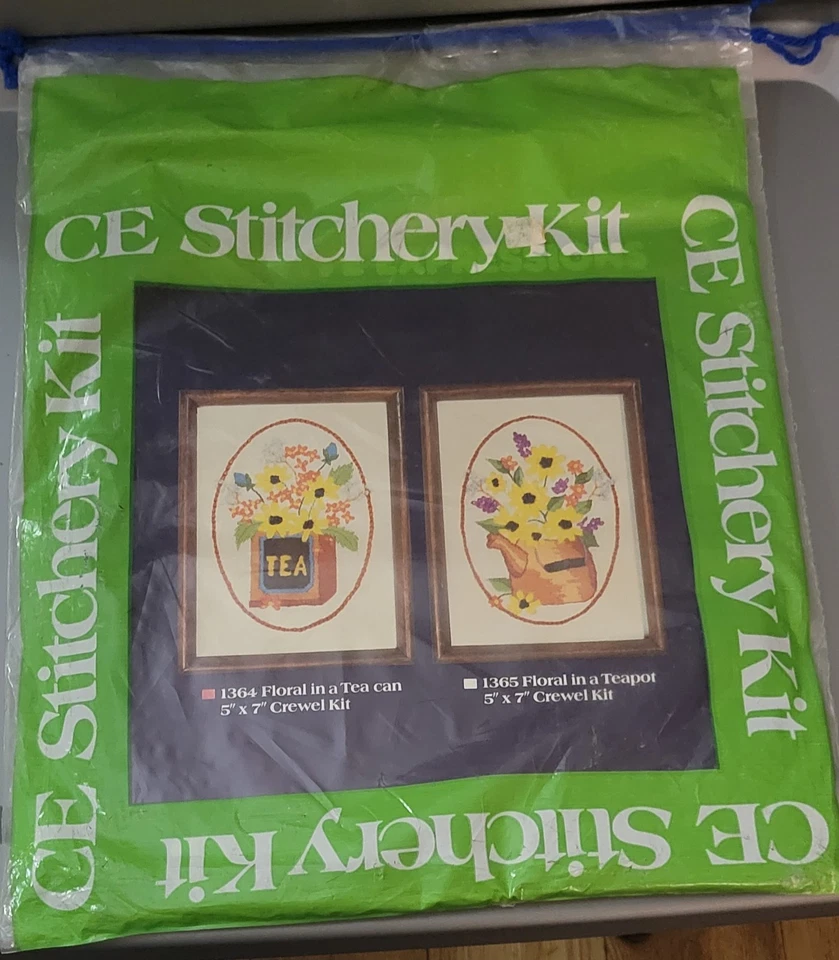 CE Stitchery Kit
CE Stitchery Kit
CE Stitchery Kit
TEA
1364 Floral in a Tea can
5" x 7" Crewel Kit
1365 Floral in a Teapot
5" x 7" Crewel Kit
CE Stitchery Kit